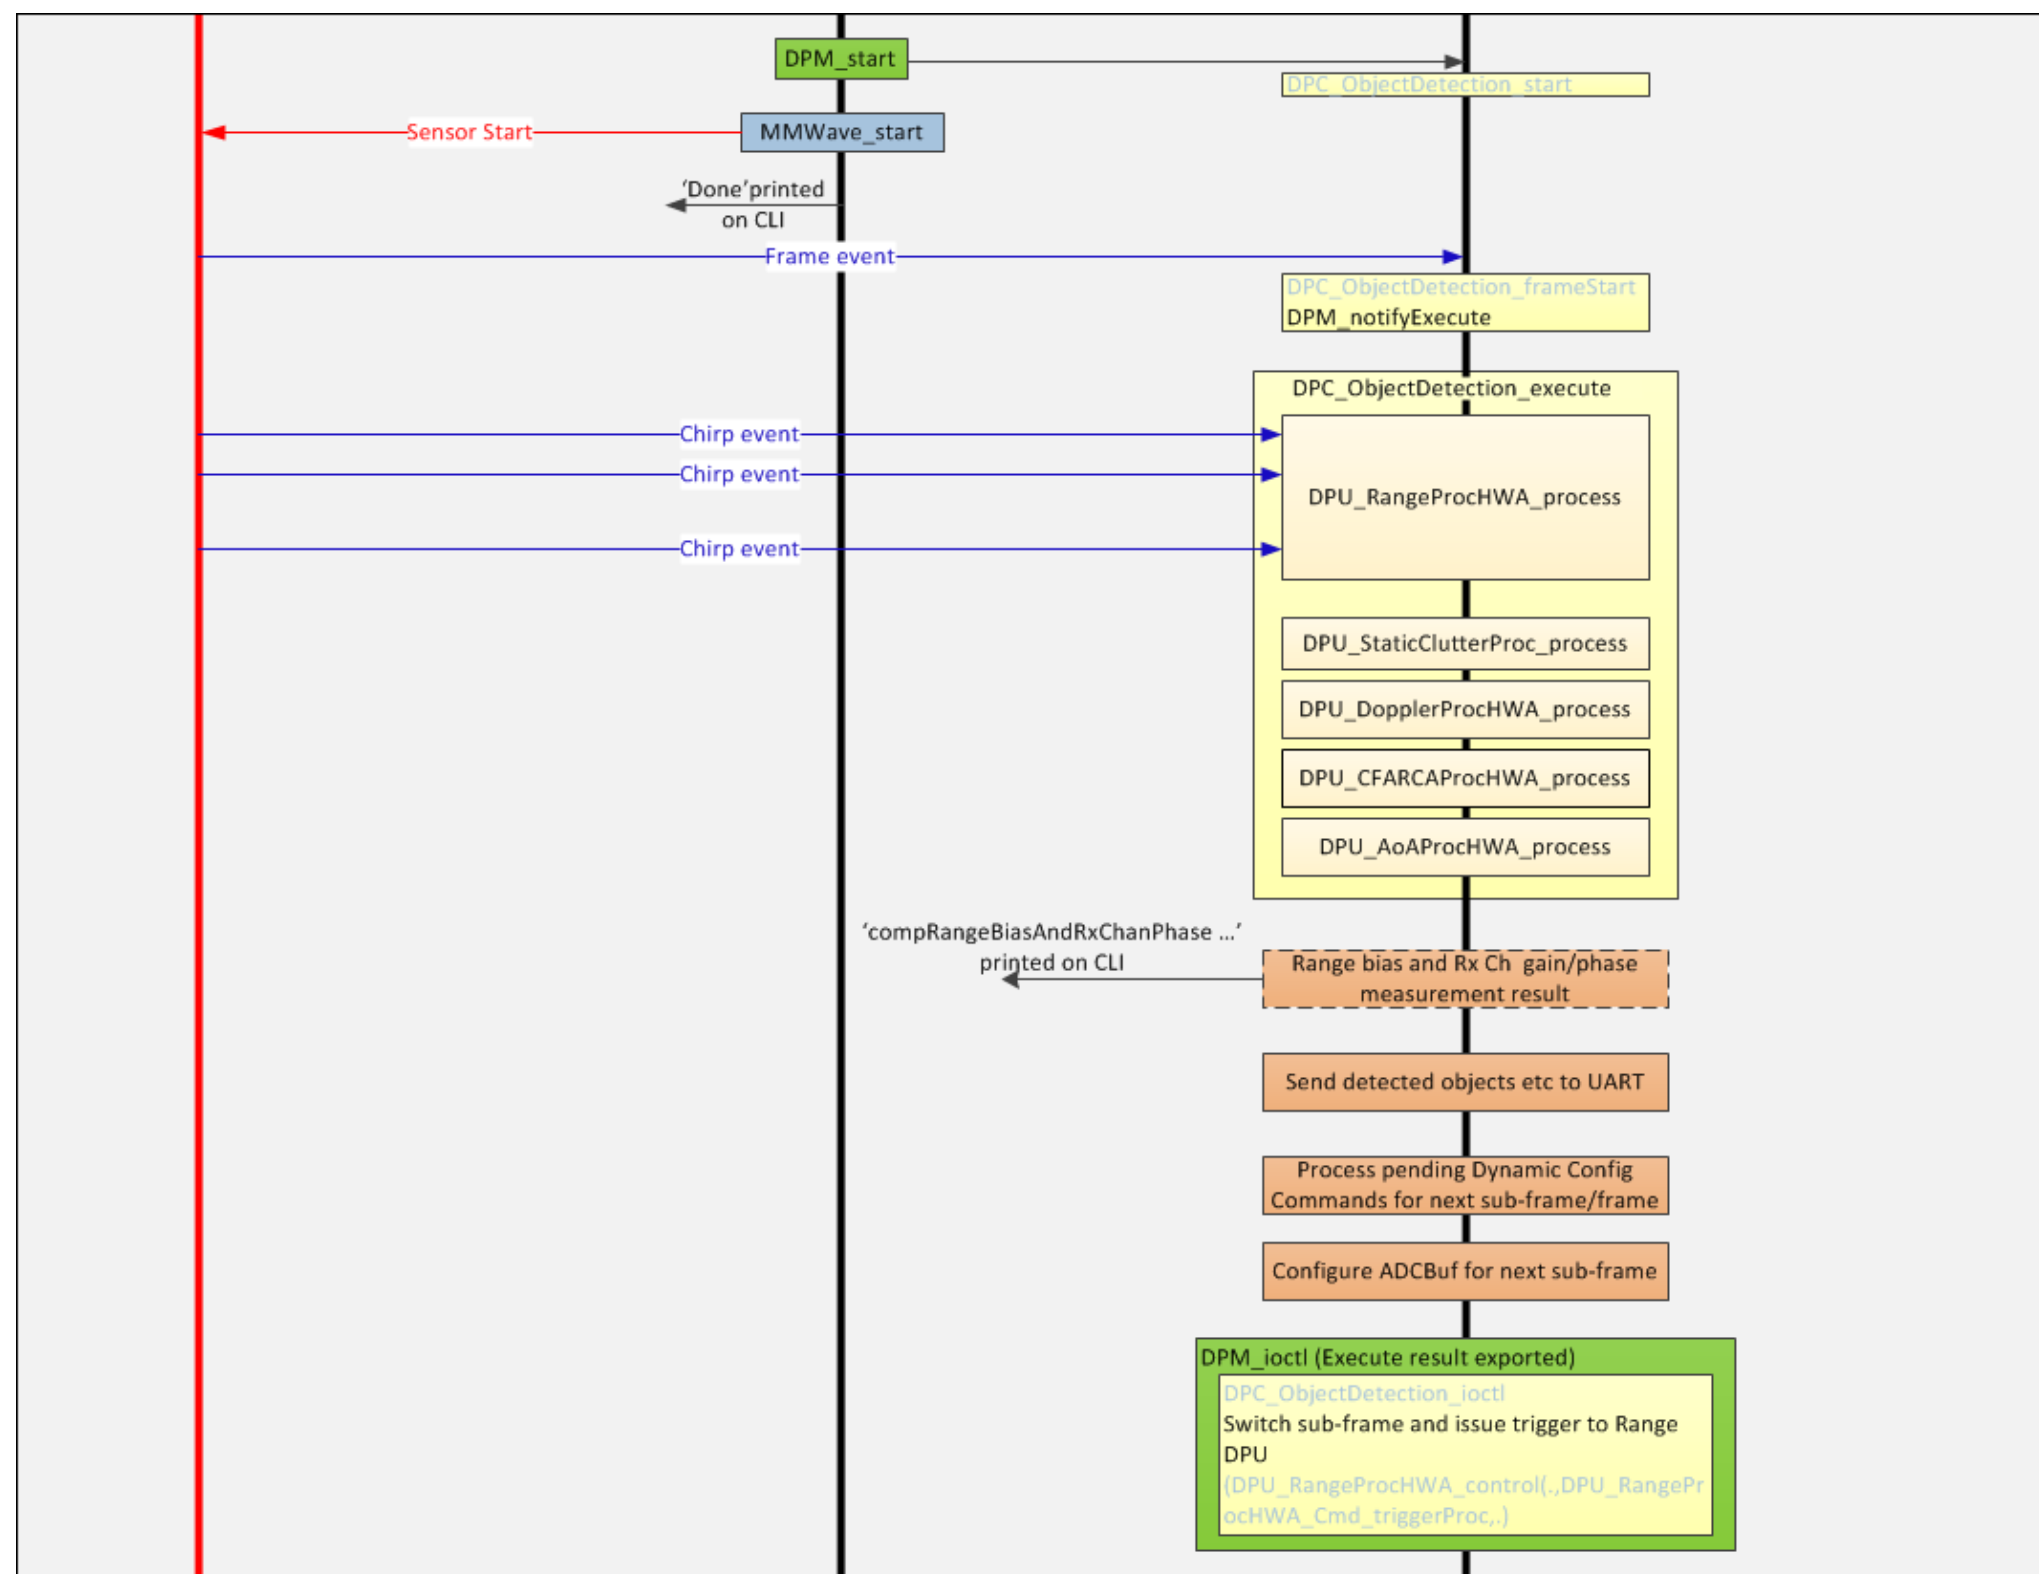 DPM_start
DPC_ObjectDetection_start
Sensor Start
MMWave_start
‘Done’printed
on CLI
Frame event
DPC_ObjectDetection_frameStart
DPM_notifyExecute
DPC_ObjectDetection_execute
Chirp event
Chirp event
DPU_RangeProcHWA_process
Chirp event
DPU_StaticClutterProc_process
DPU_DopplerProcHWA_process
DPU_CFARCAProcHWA_process
DPU_AoAProcHWA_process
‘compRangeBiasAndRxChanPhase ...’
printed on CLI
Range bias and Rx Ch  gain/phase
measurement result
Send detected objects etc to UART
Process pending Dynamic Config
Commands for next sub-frame/frame
Configure ADCBuf for next sub-frame
DPM_ioctl (Execute result exported)
DPC_ObjectDetection_ioctl
Switch sub-frame and issue trigger to Range
DPU
(DPU_RangeProcHWA_control(.,DPU_RangePr
ocHWA_Cmd_triggerProc,.)